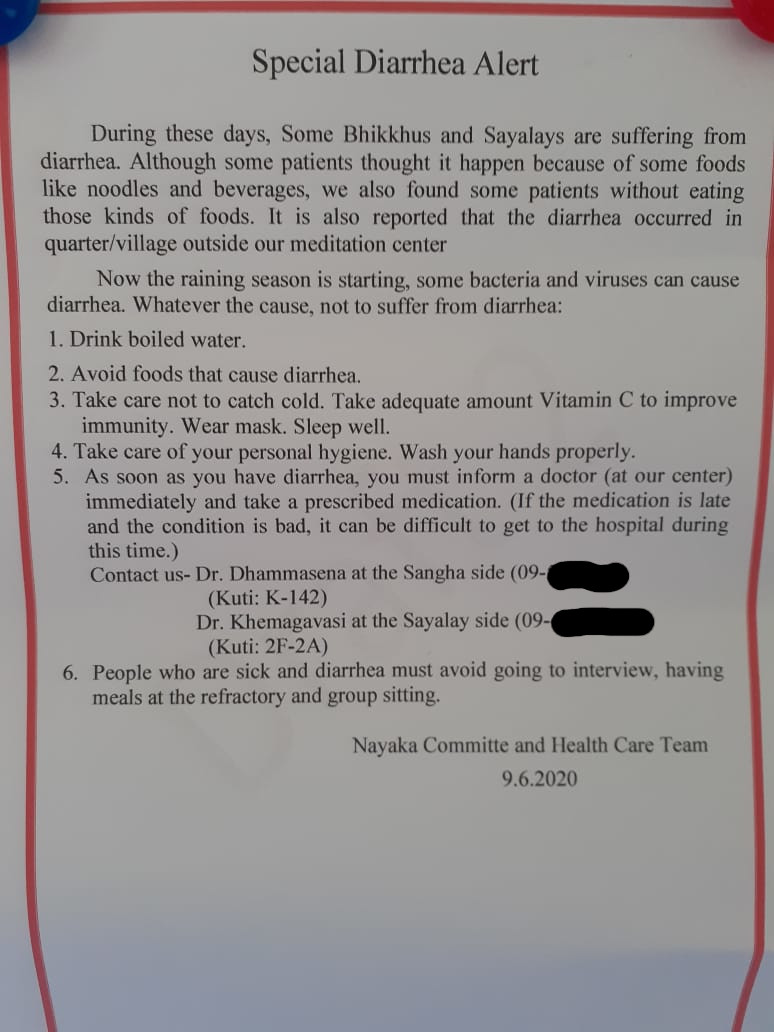 Special Diarrhea Alert
During these days, Some Bhikkhus and Sayalays are suffering from
diarrhea. Although some patients thought it happen because of some foods
like noodles and beverages, we also found some patients without eating
those kinds of foods. It is also reported that the diarrhea occurred in
quarter/village outside our meditation center
Now the raining season is starting, some bacteria and viruses can cause
diarrhea. Whatever the cause, not to suffer from diarrhea:
1. Drink boiled water.
2. Avoid foods that cause diarrhea.
3. Take care not to catch cold. Take adequate amount Vitamin C to improve
immunity. Wear mask. Sleep well.
4. Take care of your personal hygiene. Wash your hands properly.
5. As soon as you have diarrhea, you must inform a doctor (at our center)
immediately and take a prescribed medication. (If the medication is late
and the condition is bad, it can be difficult to get to the hospital during
this time.)
Contact us- Dr. Dhammasena at the Sangha side (09-
(Kuti: K-142)
Dr. Khemagavasi at the Sayalay side (09-
(Kuti: 2F-2A)
6. People who are sick and diarrhea must avoid going to interview, having
meals at the refractory and group sitting.
Nayaka Committe and Health Care Team
9.6.2020